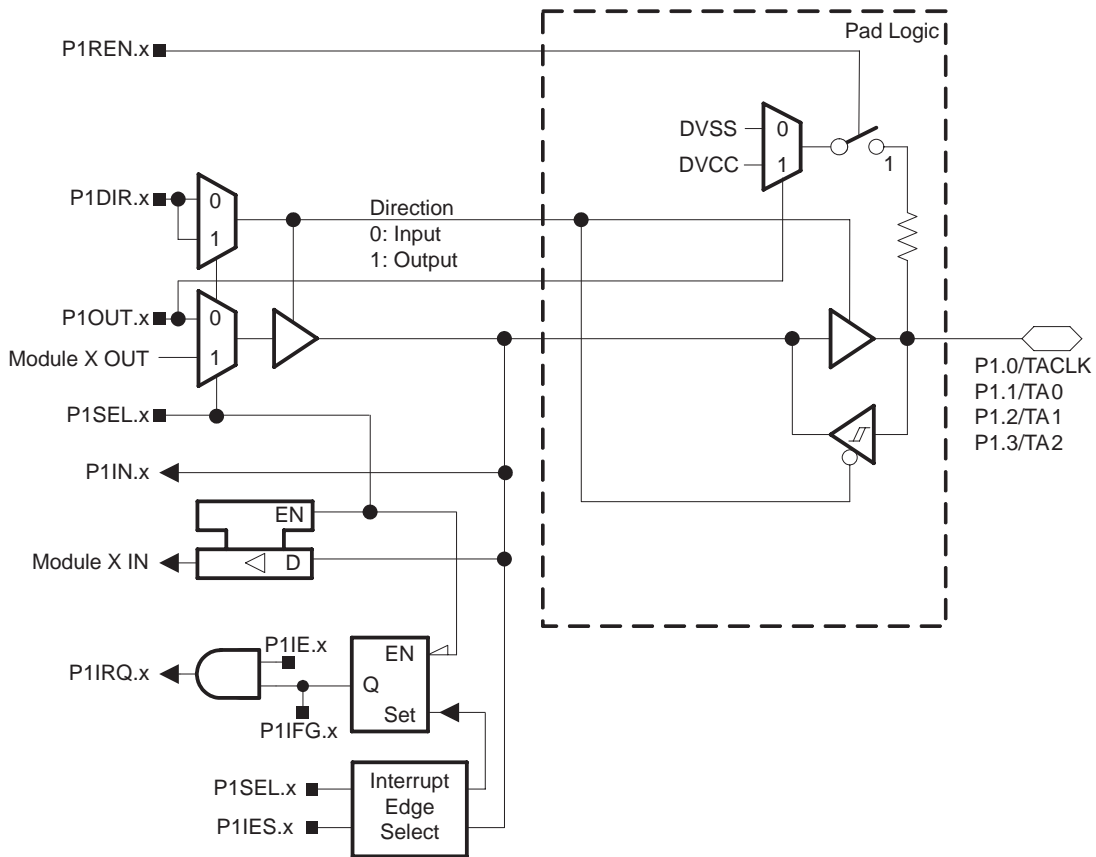 Pad Logic
P1REN.x
DVSS
0
DVCC
1
1
P1DIR.x
0
1
Direction
0: Input
1: Output
P1OUT.x
0
Module X OUT
1
P1.0/TACLK
P1.1/TA0
P1.2/TA1
P1.3/TA2
P1SEL.x
P1IN.x
EN
Module X IN
D
P1IE.x
P1IRQ.x
EN
Q
Set
P1IFG.x
P1SEL.x
P1IES.x
Interrupt
Edge
Select